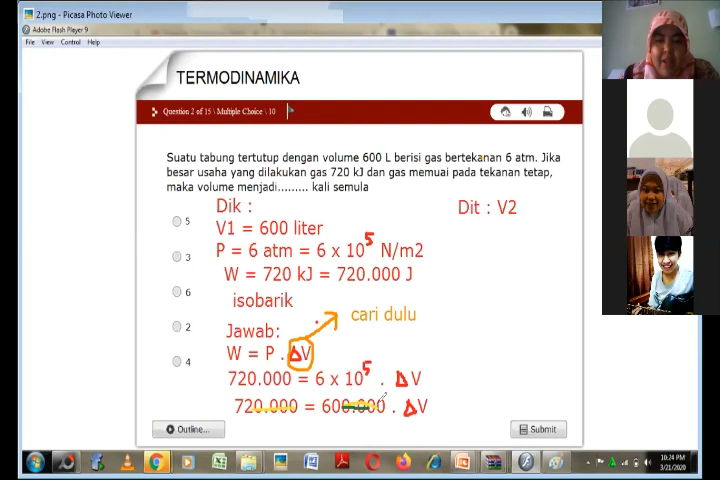 2.png - Picasa Photo Viewer
Adobe Flash Player 9
File View Control Help
TERMODINAMIKA
Question 2 of 15 \ Multiple Choice \ 10
Suatu tabung tertutup dengan volume 600 L berisi gas bertekanan 6 atm. Jika
besar usaha yang dilakukan gas 720 kJ dan gas memuai pada tekanan tetap,
maka volume menjadi......... kali semula
5
3
6
2
4
Dik :
Dit : V2
V1 = 600 liter
P = 6 atm = 6 x 10⁵ N/m2
W = 720 kJ = 720.000 J
isobarik
cari dulu
Jawab:
W = P . ΔV
720.000 = 6 x 10⁵ . ΔV
720.000 = 600.000 . ΔV
Outline...
Submit
10:24 PM
3/21/2020